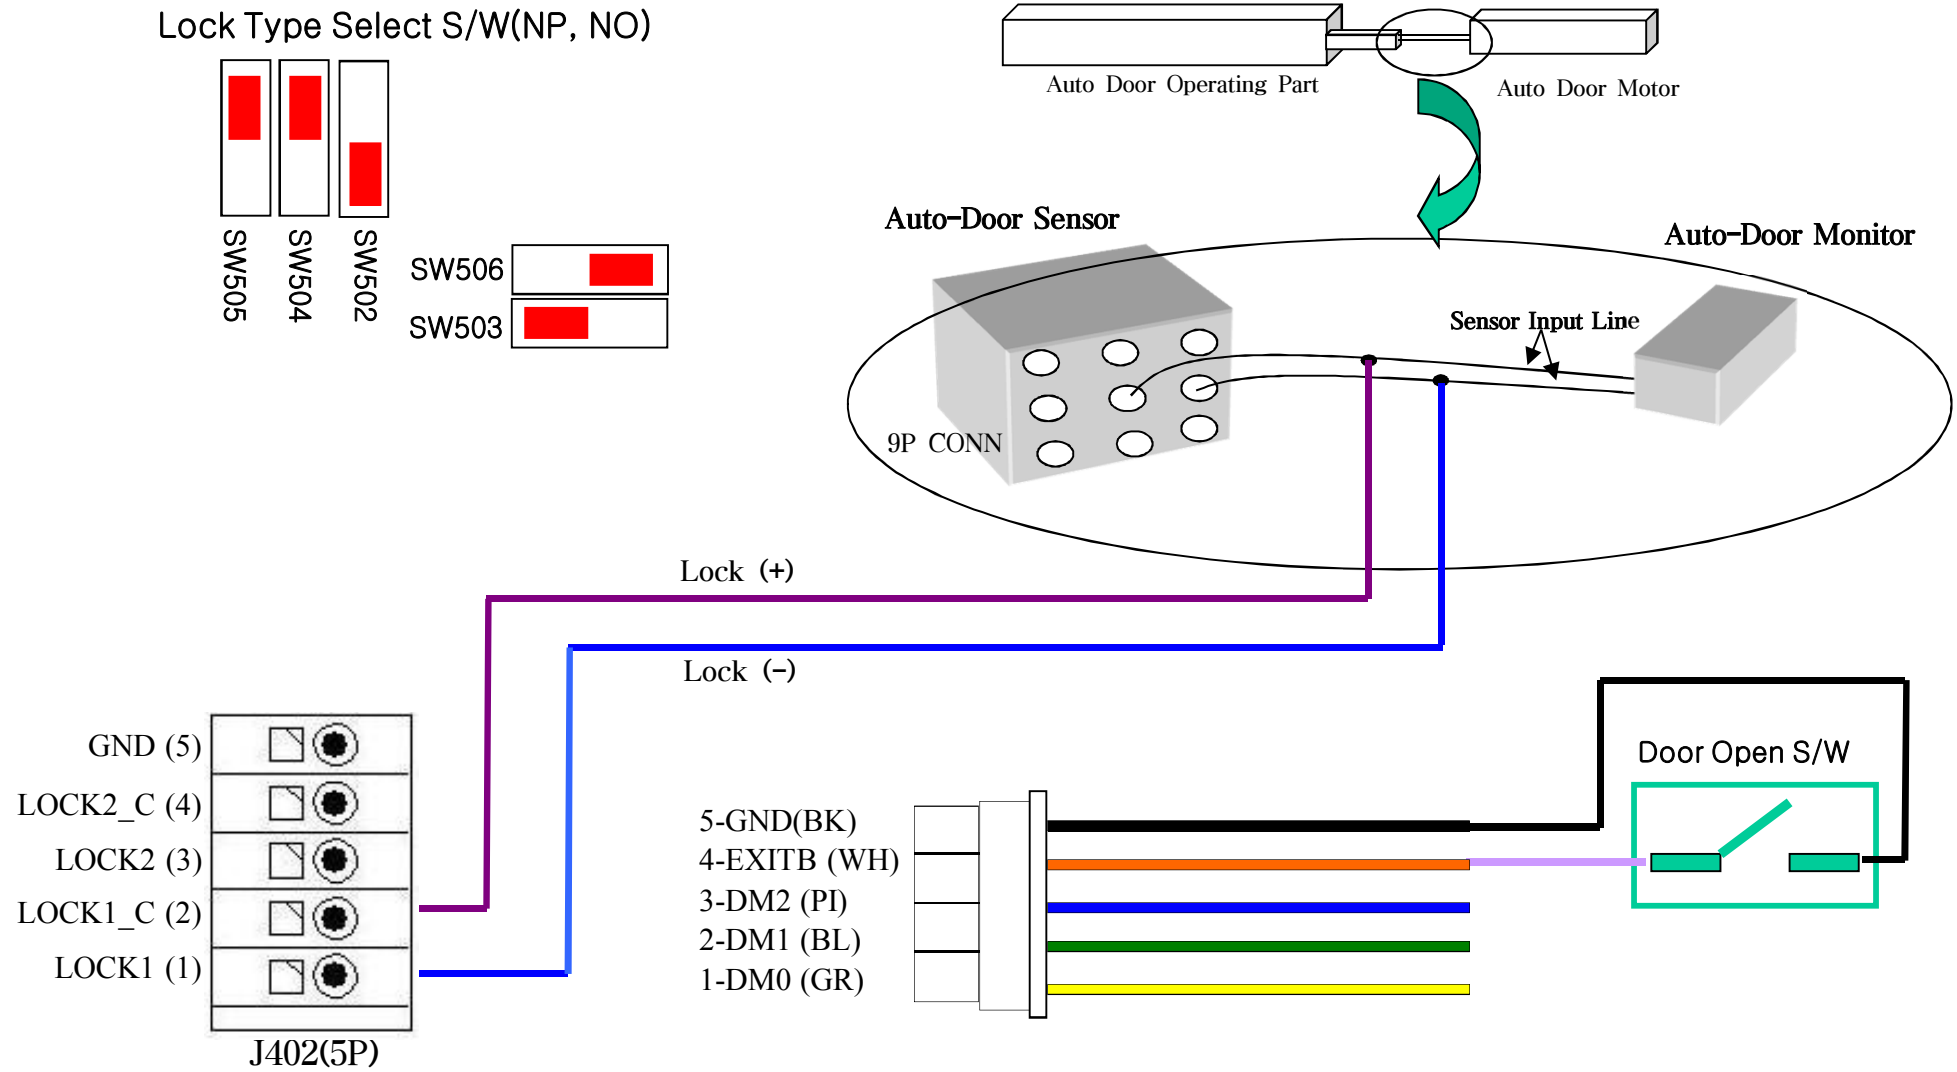 Lock Type Select S/W(NP, NO)
SW505
SW504
SW502
SW506
SW503
Auto Door Operating Part
Auto Door Motor
Auto-Door Sensor
Auto-Door Monitor
Sensor Input Line
9P CONN
Lock (+)
Lock (-)
GND (5)
LOCK2_C (4)
LOCK2 (3)
LOCK1_C (2)
LOCK1 (1)
J402(5P)
5-GND(BK)
4-EXITB (WH)
3-DM2 (PI)
2-DM1 (BL)
1-DM0 (GR)
Door Open S/W